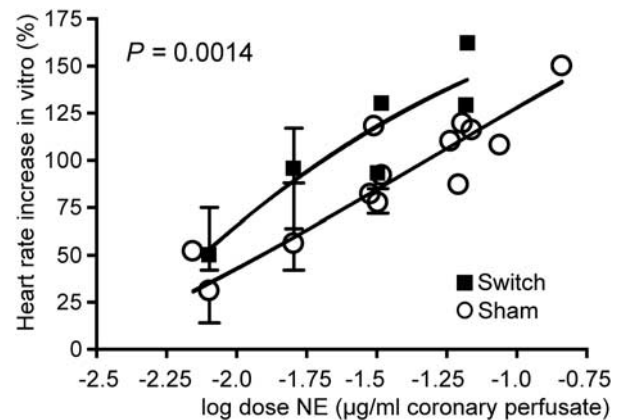 Heart rate increase in vitro (%)
175
150
125
100
75
50
25
0
P = 0.0014
Switch
Sham
-2.5 -2.25 -2.0 -1.75 -1.5 -1.25 -1.0 -0.75
log dose NE (µg/ml coronary perfusate)